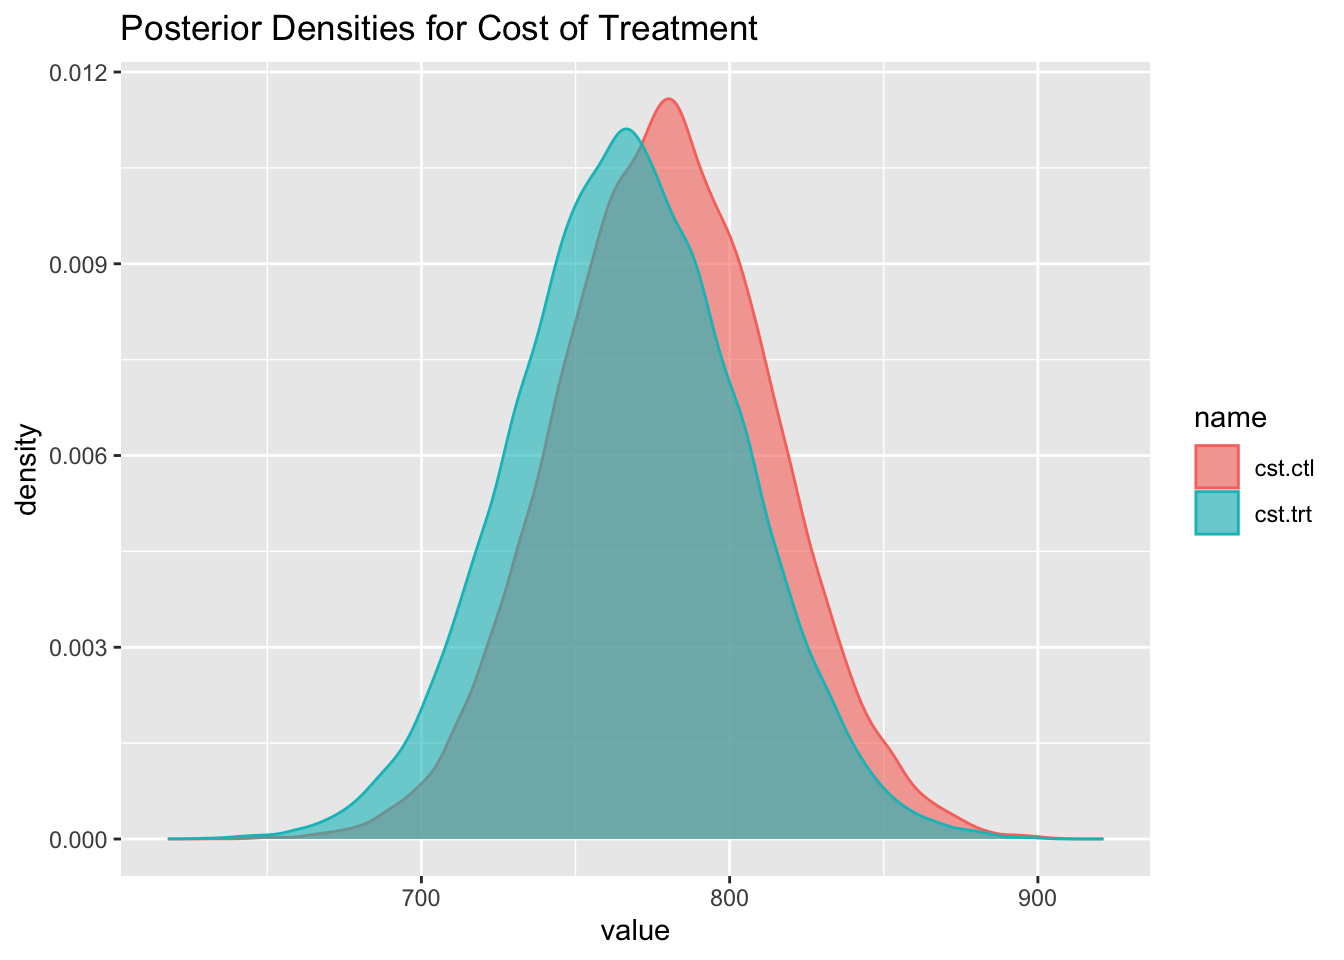 Posterior Densities for Cost of Treatment
0.012
0.009
0.006
0.003
0.000
density
700
800
900
value
name
cst.ctl
cst.trt